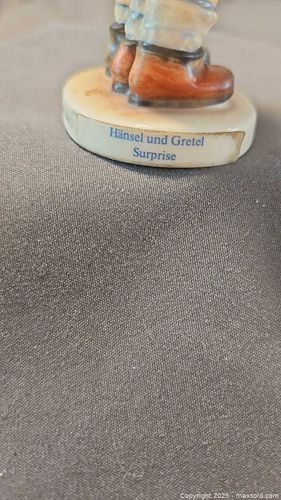 Hänsel und Gretel
Surprise
Copyright 2025 - maxsold.com